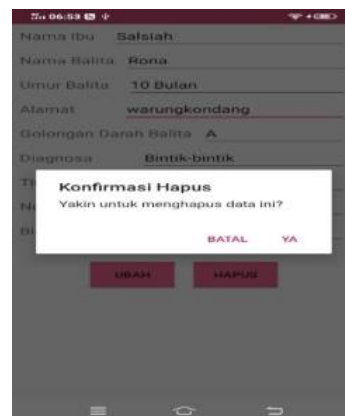 06:53
Nama Ibu Salsiah
Nama Balita Rona
Umur Balita 10 Bulan
Alamat warungkondang
Golongan Darah Balita A
Diagnosa Bintik-bintik
Konfirmasi Hapus
Yakin untuk menghapus data ini?
BATAL YA
UBAH HAPUS